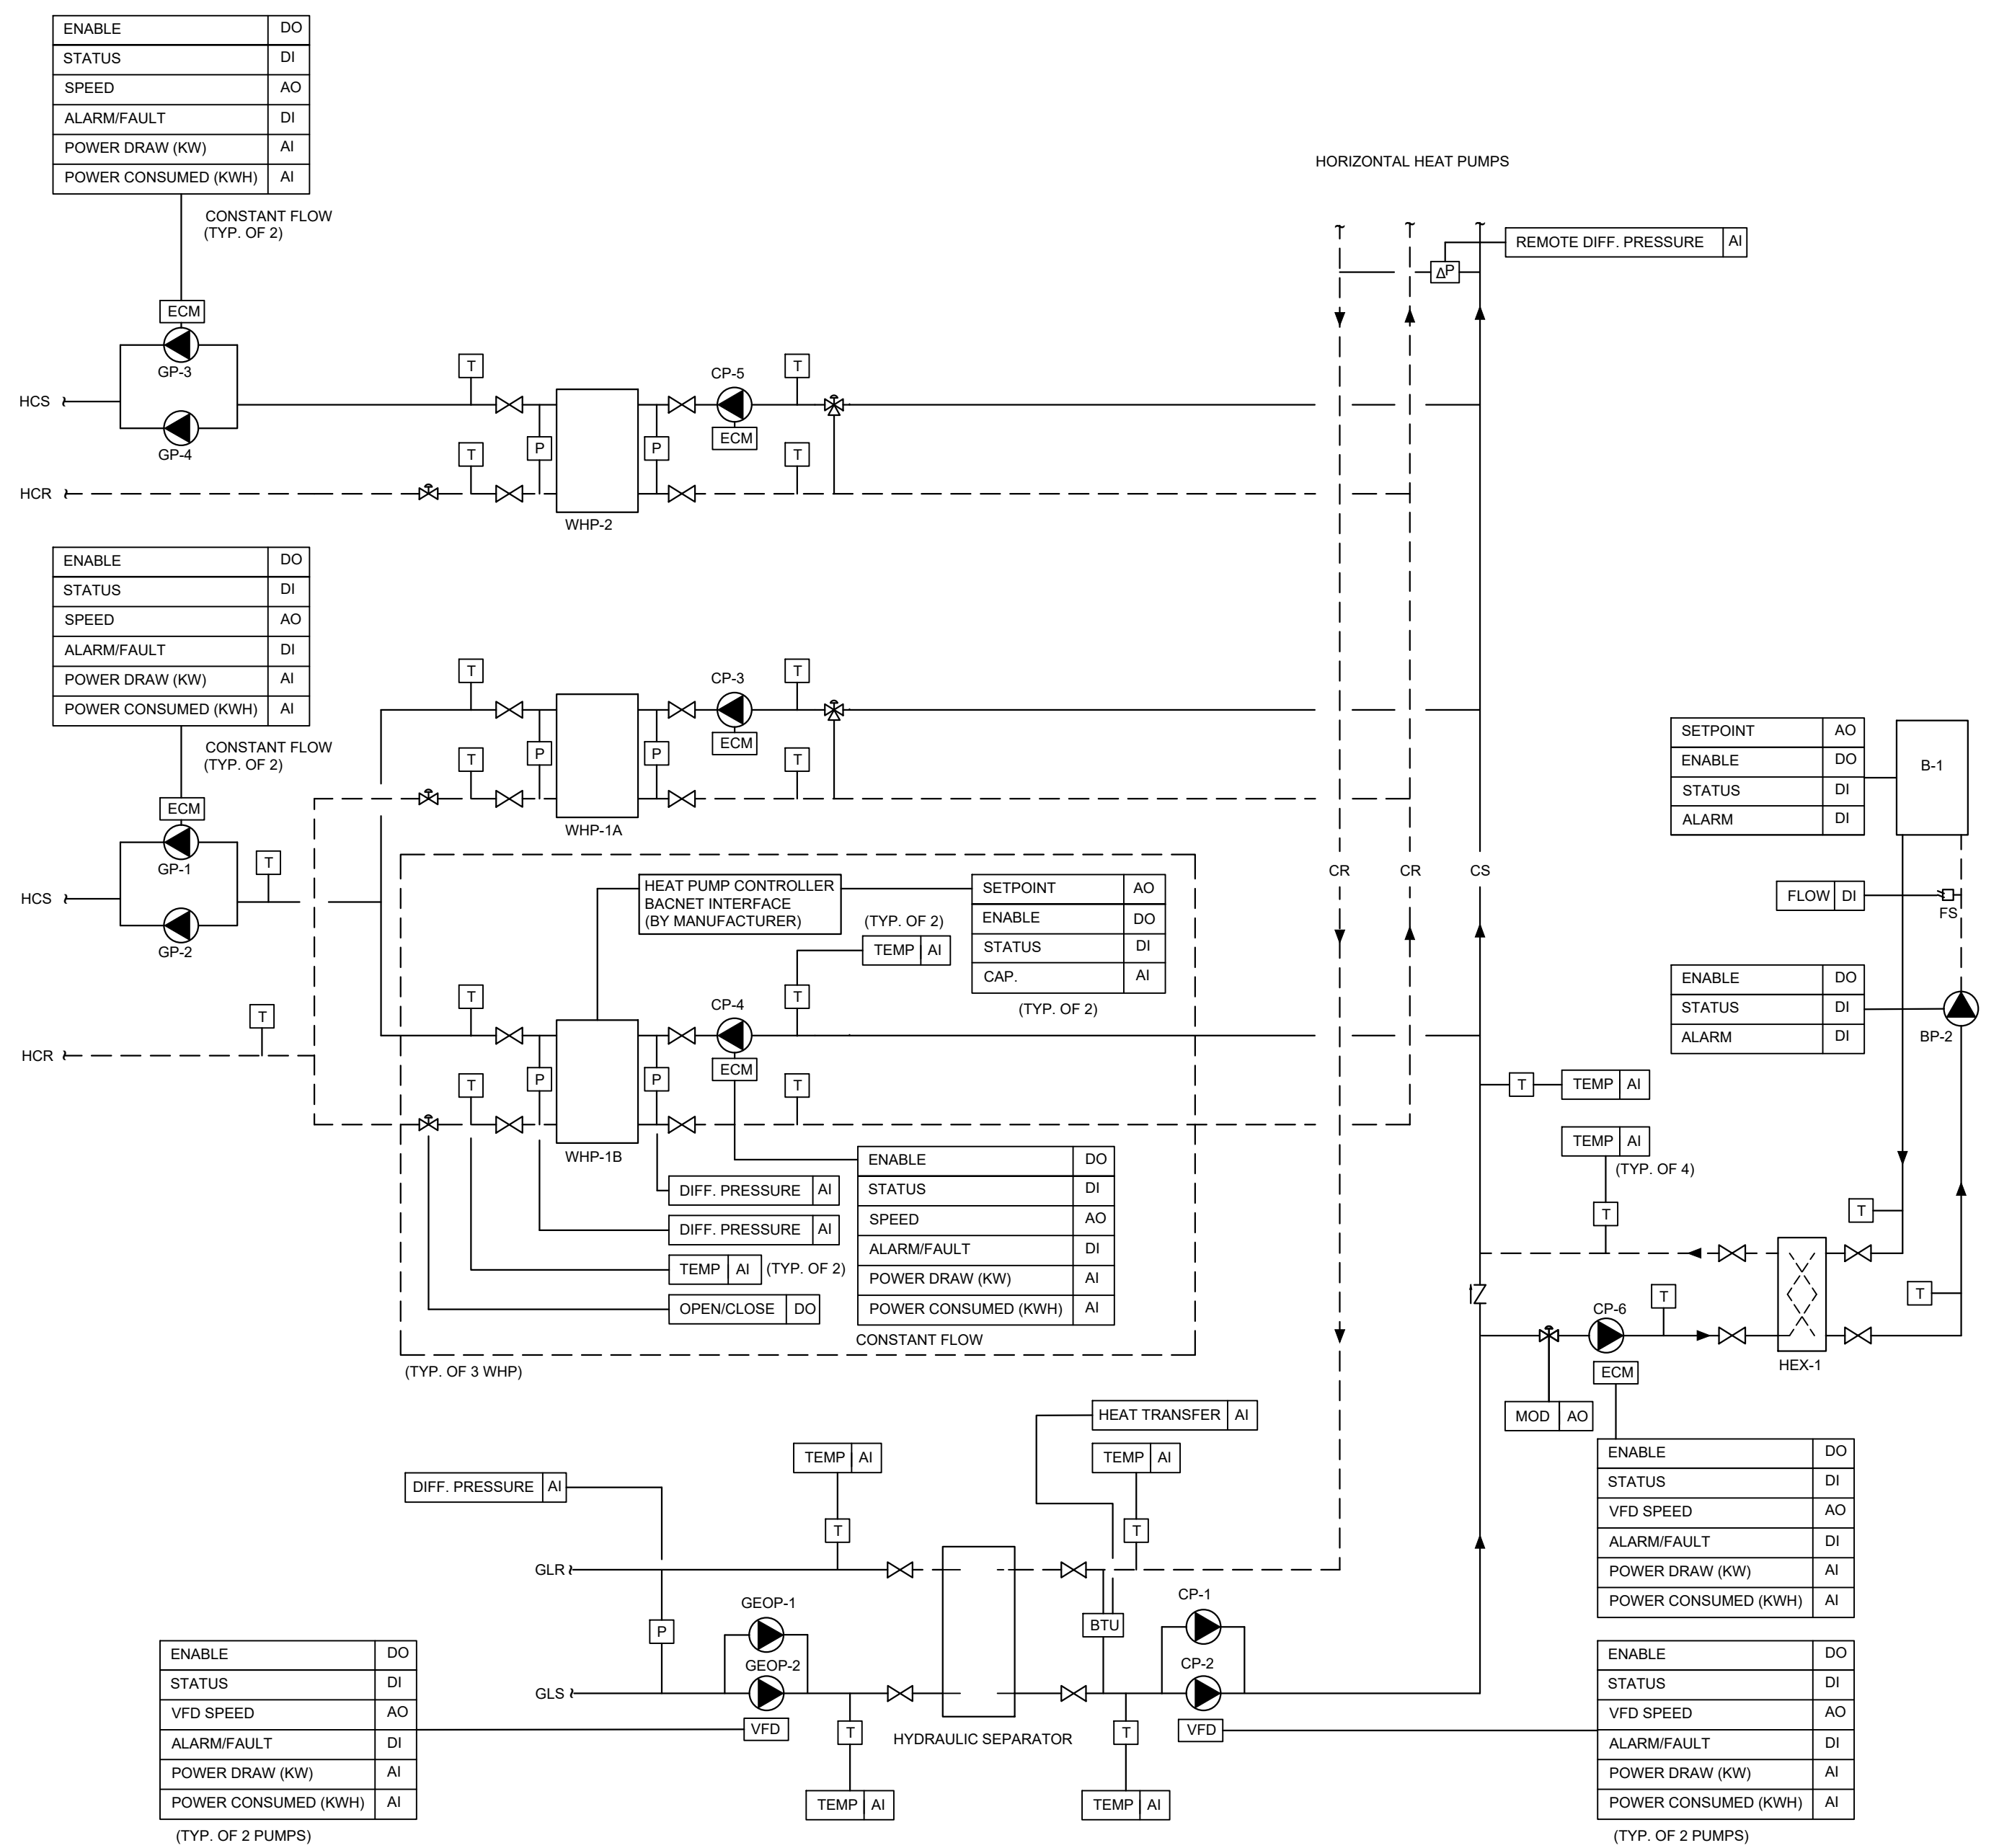 ENABLE DO
STATUS DI
SPEED AO
ALARM/FAULT DI
POWER DRAW (KW) AI
POWER CONSUMED (KWH) AI
CONSTANT FLOW
(TYP. OF 2)
HORIZONTAL HEAT PUMPS
REMOTE DIFF. PRESSURE AI
ΔP
ECM
GP-3
GP-4
HCS
HCR
T
T
P
WHP-2
P
CP-5
ECM
T
T
ENABLE DO
STATUS DI
SPEED AO
ALARM/FAULT DI
POWER DRAW (KW) AI
POWER CONSUMED (KWH) AI
CONSTANT FLOW
(TYP. OF 2)
ECM
GP-1
GP-2
T
HCS
HCR
T
T
T
P
WHP-1A
P
CP-3
ECM
T
T
CR
CR
CS
HEAT PUMP CONTROLLER
BACNET INTERFACE
(BY MANUFACTURER)
(TYP. OF 2)
TEMP AI
SETPOINT AO
ENABLE DO
STATUS DI
CAP. AI
(TYP. OF 2)
T
T
P
WHP-1B
P
CP-4
ECM
T
T
DIFF. PRESSURE AI
DIFF. PRESSURE AI
TEMP AI (TYP. OF 2)
OPEN/CLOSE DO
ENABLE DO
STATUS DI
SPEED AO
ALARM/FAULT DI
POWER DRAW (KW) AI
POWER CONSUMED (KWH) AI
CONSTANT FLOW
(TYP. OF 3 WHP)
SETPOINT AO
ENABLE DO
STATUS DI
ALARM DI
B-1
FLOW DI
FS
ENABLE DO
STATUS DI
ALARM DI
BP-2
T TEMP AI
TEMP AI
(TYP. OF 4)
T
T
T
T
CP-6
ECM
HEX-1
MOD AO
ENABLE DO
STATUS DI
VFD SPEED AO
ALARM/FAULT DI
POWER DRAW (KW) AI
POWER CONSUMED (KWH) AI
HEAT TRANSFER AI
TEMP AI
TEMP AI
DIFF. PRESSURE AI
T
T
GLR
GLS
P
GEOP-1
GEOP-2
VFD
T
TEMP AI
HYDRAULIC SEPARATOR
BTU
CP-1
CP-2
VFD
T
TEMP AI
ENABLE DO
STATUS DI
VFD SPEED AO
ALARM/FAULT DI
POWER DRAW (KW) AI
POWER CONSUMED (KWH) AI
(TYP. OF 2 PUMPS)
ENABLE DO
STATUS DI
VFD SPEED AO
ALARM/FAULT DI
POWER DRAW (KW) AI
POWER CONSUMED (KWH) AI
(TYP. OF 2 PUMPS)